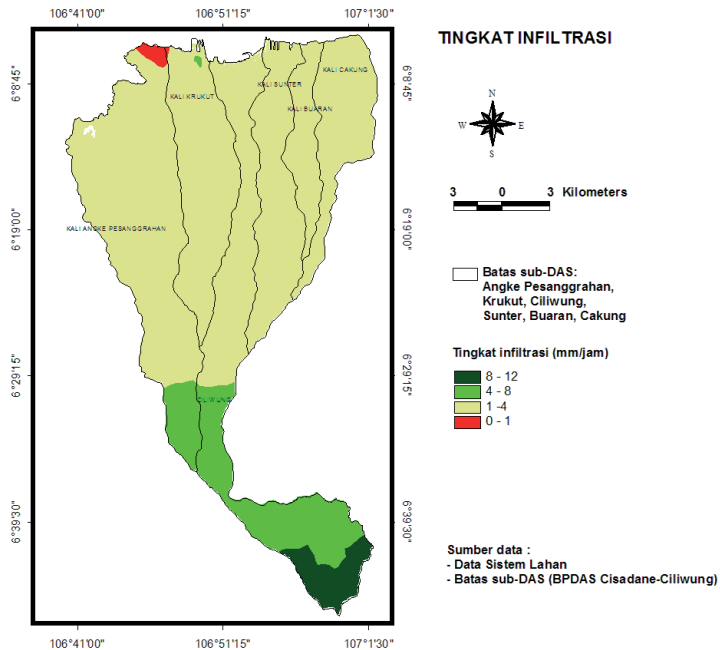 106°41'00" 106°51'15" 107°1'30"
TINGKAT INFILTRASI
6°8'45"
KALI CAKUNG
KALI SUNTER
KALI KRUKUT
KALI BUARAN
6°8'45"
N
W E
S
3 0 3 Kilometers
6°19'00"
KALI ANGKE PESANGGRAHAN
6°19'00"
Batas sub-DAS:
Angke Pesanggrahan,
Krukut, Ciliwung,
Sunter, Buaran, Cakung
Tingkat infiltrasi (mm/jam)
8 - 12
4 - 8
1 -4
0 - 1
6°29'15"
CILIWUNG
6°29'15"
6°39'30"
6°39'30"
Sumber data :
- Data Sistem Lahan
- Batas sub-DAS (BPDAS Cisadane-Ciliwung)
106°41'00" 106°51'15" 107°1'30"